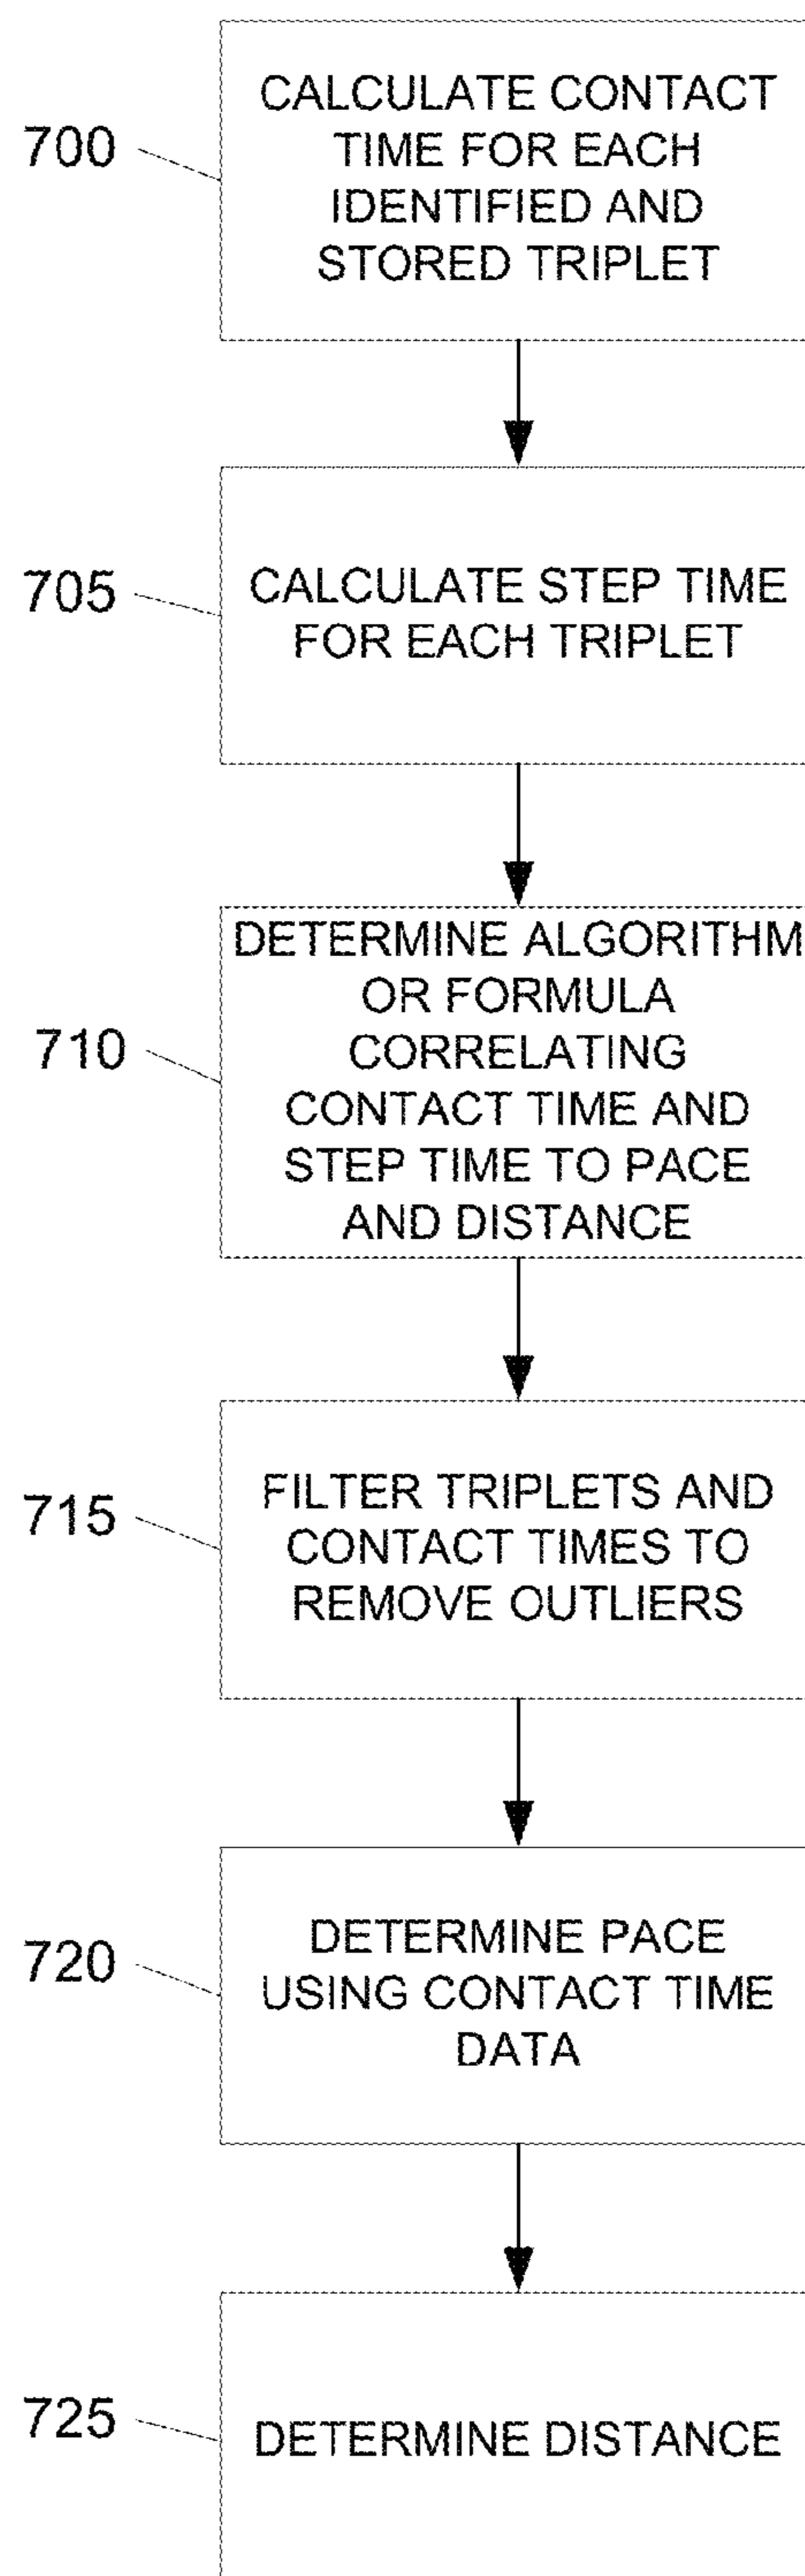 700
CALCULATE CONTACT
TIME FOR EACH
IDENTIFIED AND
STORED TRIPLET
705
CALCULATE STEP TIME
FOR EACH TRIPLET
710
DETERMINE ALGORITHM
OR FORMULA
CORRELATING
CONTACT TIME AND
STEP TIME TO PACE
AND DISTANCE
715
FILTER TRIPLETS AND
CONTACT TIMES TO
REMOVE OUTLIERS
720
DETERMINE PACE
USING CONTACT TIME
DATA
725
DETERMINE DISTANCE